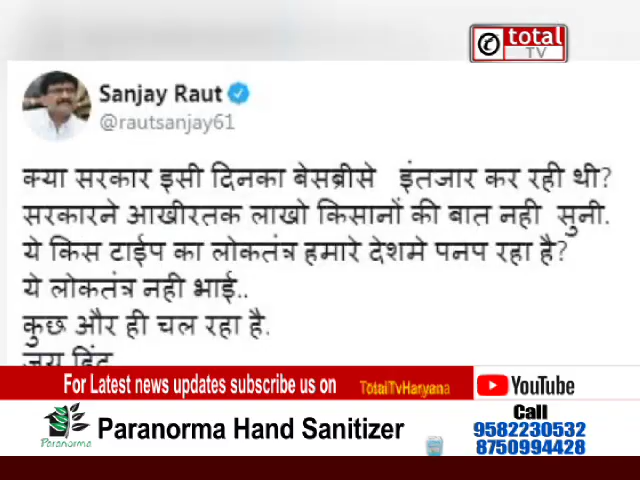 total
TV
Sanjay Raut
@rautsanjay61
क्या सरकार इसी दिनका बेसब्रीसे इंतजार कर रही थी?
सरकारने आखीरतक लाखो किसानों की बात नही सुनी.
ये किस टाईप का लोकतंत्र हमारे देशमे पनप रहा है?
ये लोकतंत्र नही भाई..
कुछ और ही चल रहा है.
जय हिंद
For Latest news updates subscribe us on TotalTvHaryana YouTube
Paranorma Paranorma Hand Sanitizer
Call
9582230532
8750994428